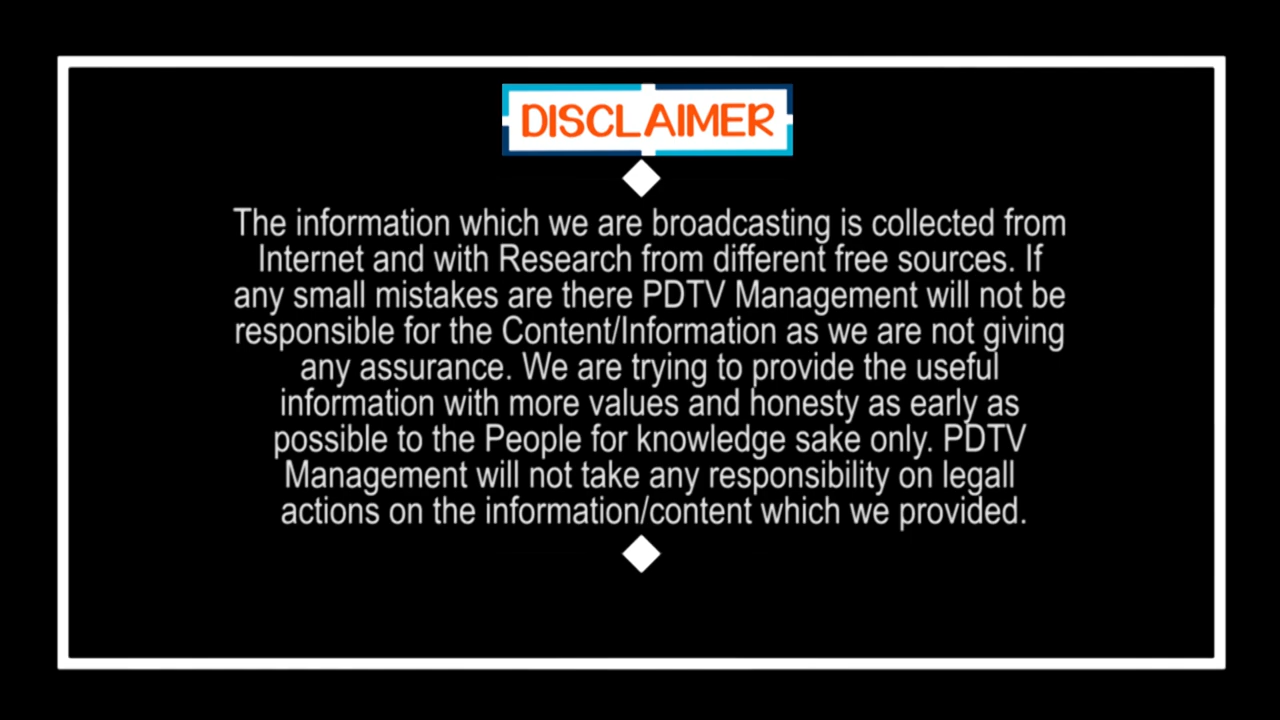 DISCLAIMER
The information which we are broadcasting is collected from
Internet and with Research from different free sources. If
any small mistakes are there PDTV Management will not be
responsible for the Content/Information as we are not giving
any assurance. We are trying to provide the useful
information with more values and honesty as early as
possible to the People for knowledge sake only. PDTV
Management will not take any responsibility on legall
actions on the information/content which we provided.